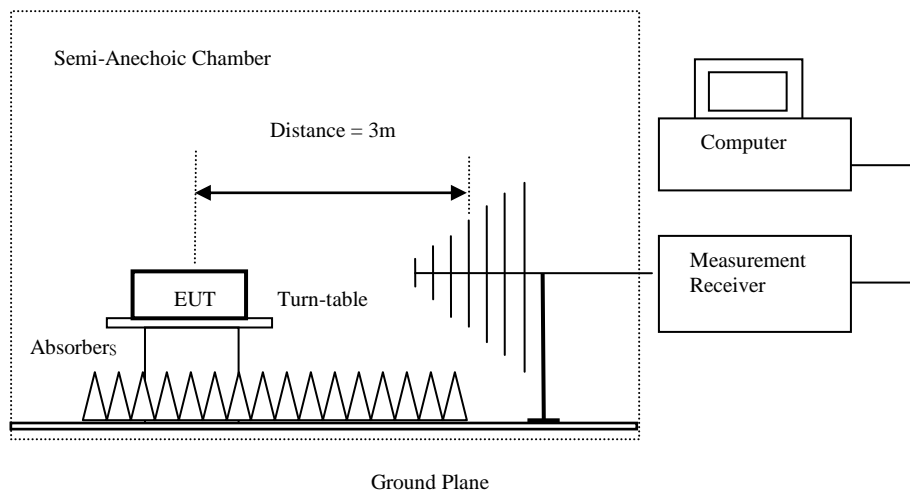 Semi-Anechoic Chamber
Distance = 3m
Computer
Measurement
Receiver
EUT
Turn-table
Absorbers
Ground Plane